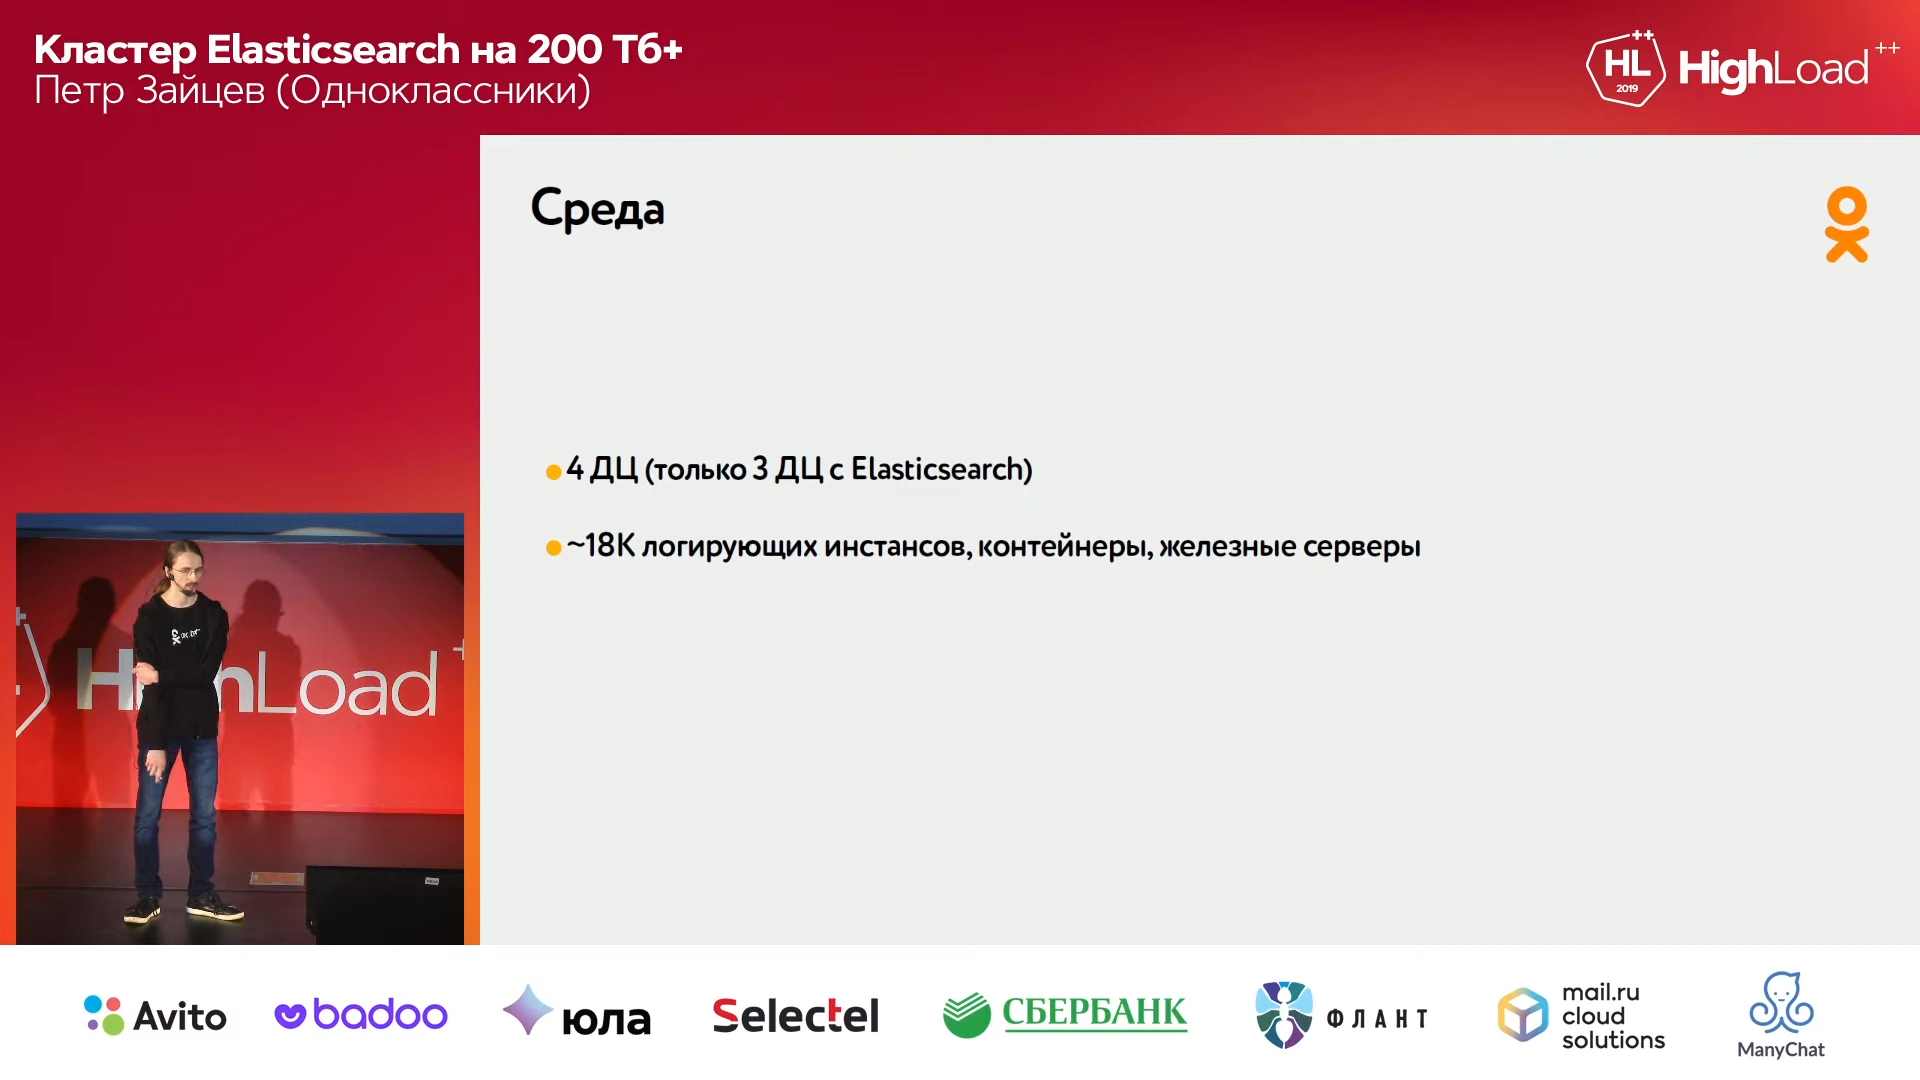 Кластер Elasticsearch на 200 Тб+
Петр Зайцев (Одноклассники)
HL++
2019
HighLoad++
Среда
4 ДЦ (только 3 ДЦ с Elasticsearch)
~18К логирующих инстансов, контейнеры, железные серверы
HighLoad
Avito
badoo
юла
Selectel
СБЕРБАНК
ФЛАНТ
mail.ru
cloud
solutions
ManyChat